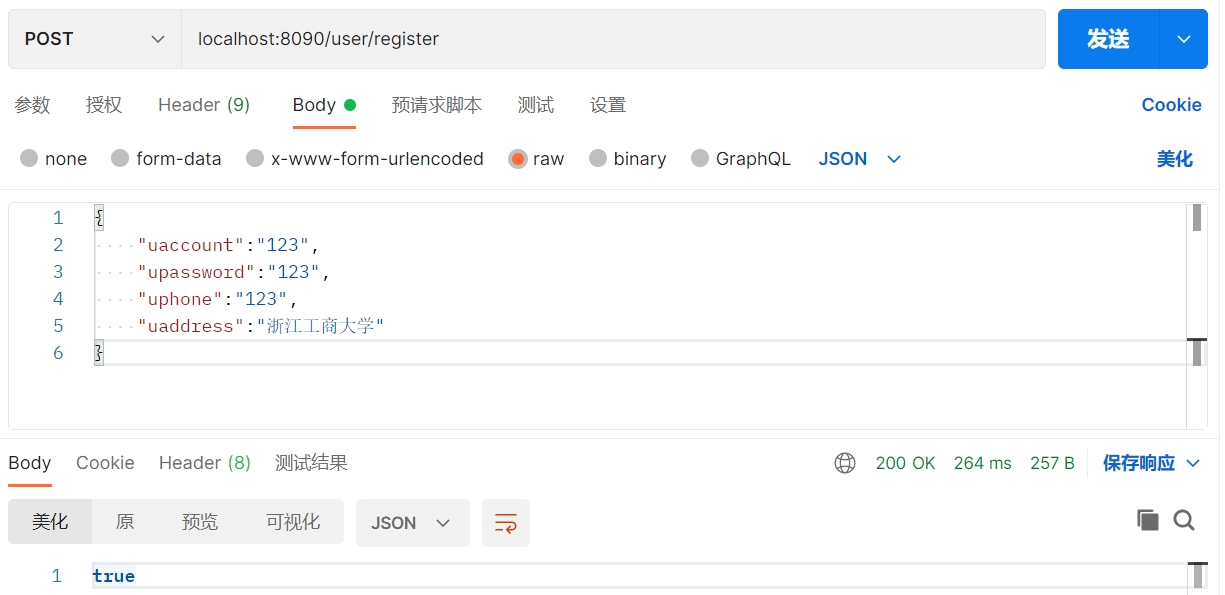 POST localhost:8090/user/register 发送
参数 授权 Header (9) Body 预请求脚本 测试 设置 Cookie
none form-data x-www-form-urlencoded raw binary GraphQL JSON 美化
1 {
2 "uaccount":"123",
3 "upassword":"123",
4 "uphone":"123",
5 "uaddress":"浙江工商大学"
6 }
Body Cookie Header (8) 测试结果 200 OK 264 ms 257 B 保存响应
美化 原 预览 可视化 JSON
1 true